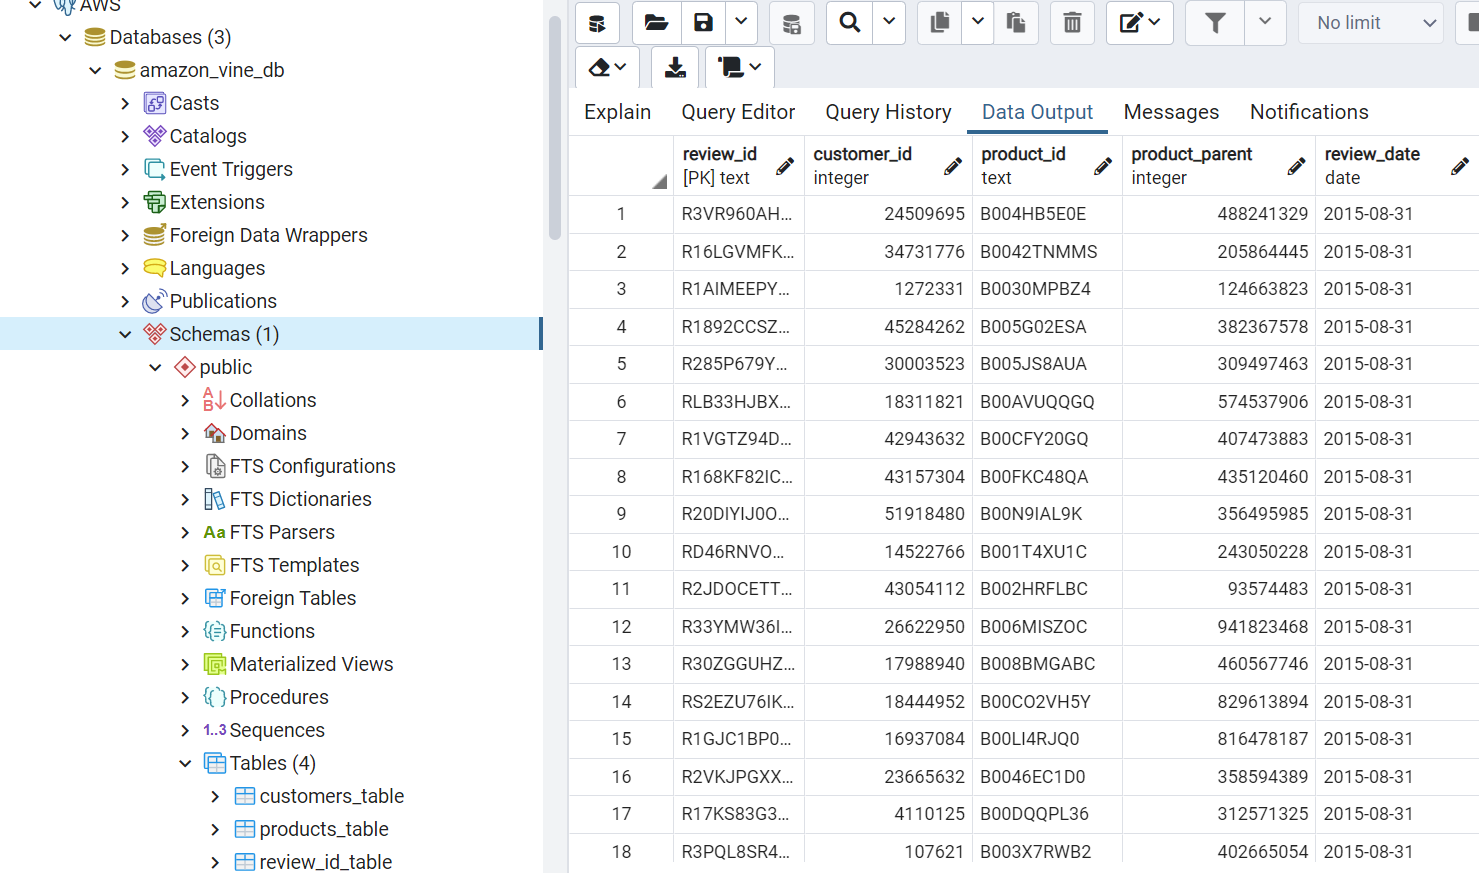 AWS
Databases (3)
amazon_vine_db
Casts
Catalogs
Event Triggers
Extensions
Foreign Data Wrappers
Languages
Publications
Schemas (1)
public
Collations
Domains
FTS Configurations
FTS Dictionaries
Aa FTS Parsers
FTS Templates
Foreign Tables
Functions
Materialized Views
Procedures
1..3 Sequences
Tables (4)
customers_table
products_table
review_id_table
No limit
Explain Query Editor Query History Data Output Messages Notifications
review_id customer_id product_id product_parent review_date
[PK] text integer text integer date
1 R3VR960AH... 24509695 B004HB5E0E 488241329 2015-08-31
2 R16LGVMFK... 34731776 B0042TNMMS 205864445 2015-08-31
3 R1AIMEEPY... 1272331 B0030MPBZ4 124663823 2015-08-31
4 R1892CCSZ... 45284262 B005G02ESA 382367578 2015-08-31
5 R285P679Y... 30003523 B005JS8AUA 309497463 2015-08-31
6 RLB33HJBX... 18311821 B00AVUQQGQ 574537906 2015-08-31
7 R1VGTZ94D... 42943632 B00CFY20GQ 407473883 2015-08-31
8 R168KF82IC... 43157304 B00FKC48QA 435120460 2015-08-31
9 R20DIYIJ0O... 51918480 B00N9IAL9K 356495985 2015-08-31
10 RD46RNVO... 14522766 B001T4XU1C 243050228 2015-08-31
11 R2JDOCETT... 43054112 B002HRFLBC 93574483 2015-08-31
12 R33YMW36I... 26622950 B006MISZOC 941823468 2015-08-31
13 R30ZGGUHZ... 17988940 B008BMGABC 460567746 2015-08-31
14 RS2EZU76IK... 18444952 B00CO2VH5Y 829613894 2015-08-31
15 R1GJC1BP0... 16937084 B00LI4RJQ0 816478187 2015-08-31
16 R2VKJPGXX... 23665632 B0046EC1D0 358594389 2015-08-31
17 R17KS83G3... 4110125 B00DQQPL36 312571325 2015-08-31
18 R3PQL8SR4... 107621 B003X7RWB2 402665054 2015-08-31